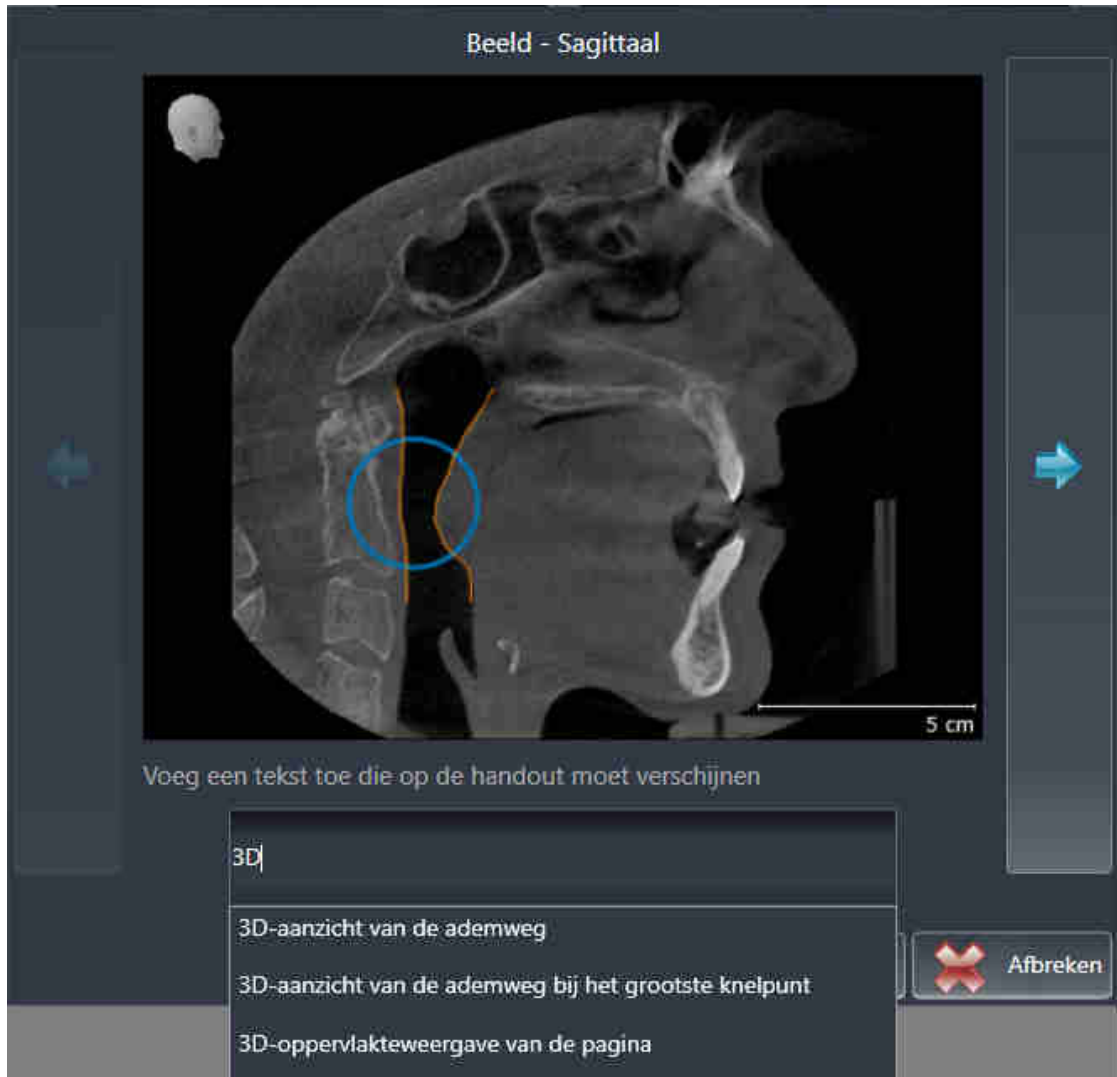 Beeld - Sagittaal
5 cm
Voeg een tekst toe die op de handout moet verschijnen
3D
3D-aanzicht van de ademweg
3D-aanzicht van de ademweg bij het grootste knelpunt
3D-oppervlakteweergave van de pagina
Afbreken